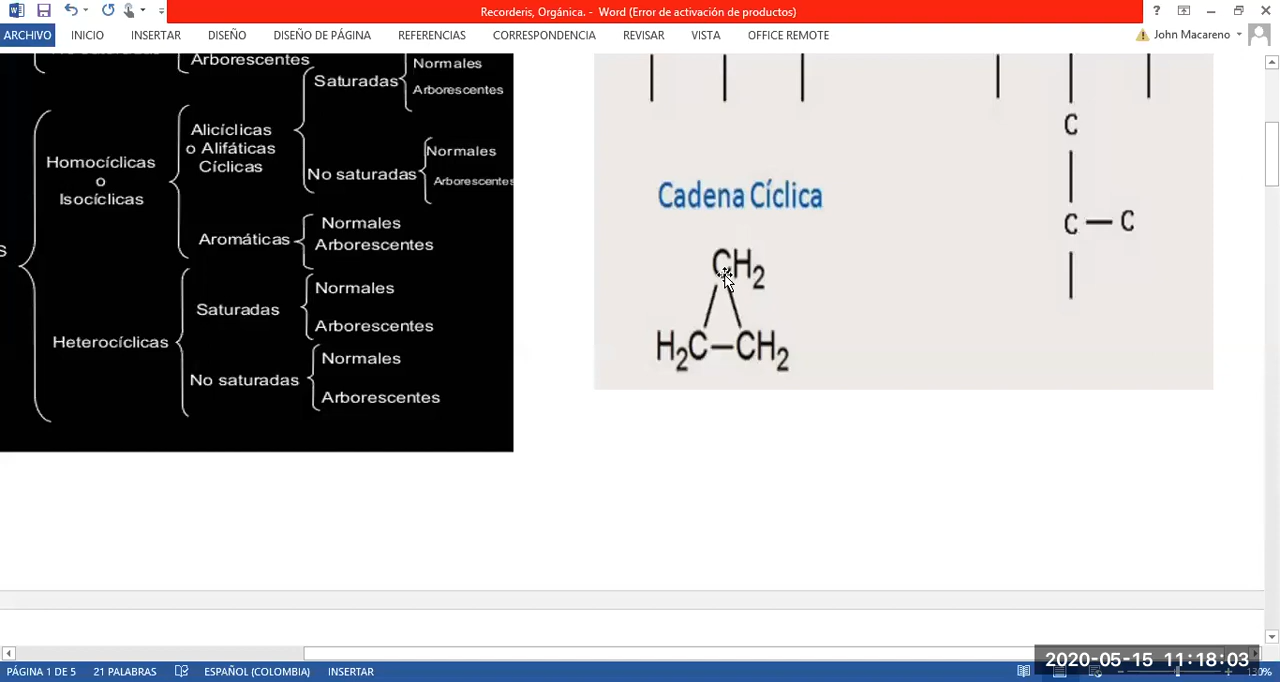 Recorderis, Orgánica. - Word (Error de activación de productos)
ARCHIVO INICIO INSERTAR DISEÑO DISEÑO DE PÁGINA REFERENCIAS CORRESPONDENCIA REVISAR VISTA OFFICE REMOTE John Macareno
Arborescentes
Saturadas
Normales
Arborescentes
Homocíclicas
o
Isocíclicas
Alicíclicas
o Alifáticas
Cíclicas
No saturadas
Normales
Arborescentes
Aromáticas
Normales
Arborescentes
Heterocíclicas
Saturadas
Normales
Arborescentes
No saturadas
Normales
Arborescentes
C
Cadena Cíclica
C — C
CH2
H2C—CH2
PÁGINA 1 DE 5 21 PALABRAS ESPAÑOL (COLOMBIA) INSERTAR
2020-05-15 11:18:03